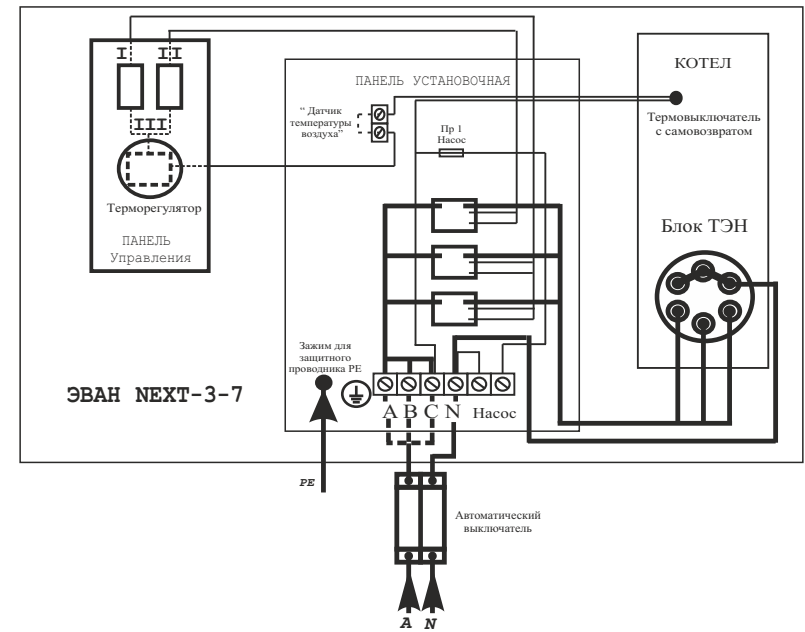 I II
III
Терморегулятор
ПАНЕЛЬ
Управления
ПАНЕЛЬ УСТАНОВОЧНАЯ
“ Датчик
температуры
воздуха”
Пр 1
Насос
КОТЕЛ
Термовыключатель
с самовозвратом
Блок ТЭН
Зажим для
защитного
проводника PE
ЭВАН NEXT-3-7
A B C N Насос
PE
Автоматический
выключатель
A N